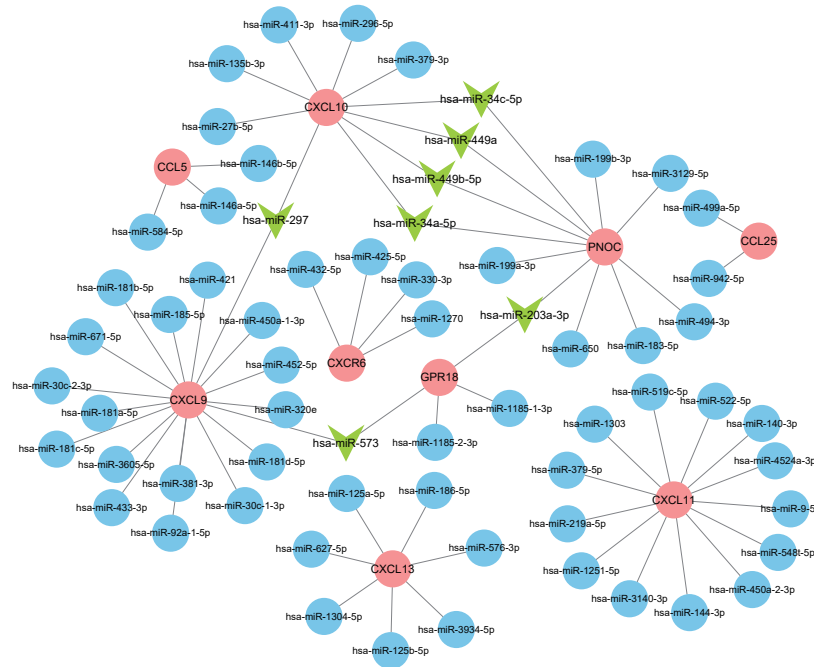 hsa-miR-411-3p
hsa-miR-296-5p
hsa-miR-135b-3p
hsa-miR-379-3p
hsa-miR-34c-5p
CXCL10
hsa-miR-27b-5p
hsa-miR-449a
hsa-miR-199b-3p
CCL5
hsa-miR-146b-5p
hsa-miR-449b-5p
hsa-miR-3129-5p
hsa-miR-146a-5p
hsa-miR-499a-5p
hsa-miR-297
hsa-miR-34a-5p
hsa-miR-584-5p
PNOC
CCL25
hsa-miR-425-5p
hsa-miR-432-5p
hsa-miR-199a-3p
hsa-miR-330-3p
hsa-miR-942-5p
hsa-miR-421
hsa-miR-181b-5p
hsa-miR-185-5p
hsa-miR-450a-1-3p
hsa-miR-1270
hsa-miR-203a-3p
hsa-miR-494-3p
hsa-miR-671-5p
hsa-miR-650
hsa-miR-183-5p
hsa-miR-452-5p
CXCR6
GPR18
hsa-miR-30c-2-3p
CXCL9
hsa-miR-181a-5p
hsa-miR-320e
hsa-miR-1185-1-3p
hsa-miR-519c-5p
hsa-miR-522-5p
hsa-miR-140-3p
hsa-miR-1303
hsa-miR-181c-5p
hsa-miR-573
hsa-miR-1185-2-3p
hsa-miR-3605-5p
hsa-miR-181d-5p
hsa-miR-4524a-3p
hsa-miR-379-5p
hsa-miR-381-3p
hsa-miR-125a-5p
hsa-miR-186-5p
hsa-miR-433-3p
hsa-miR-30c-1-3p
CXCL11
hsa-miR-9-5
hsa-miR-219a-5p
hsa-miR-92a-1-5p
hsa-miR-627-5p
hsa-miR-576-3p
hsa-miR-548t-5p
CXCL13
hsa-miR-1251-5p
hsa-miR-450a-2-3p
hsa-miR-3140-3p
hsa-miR-144-3p
hsa-miR-1304-5p
hsa-miR-3934-5p
hsa-miR-125b-5p